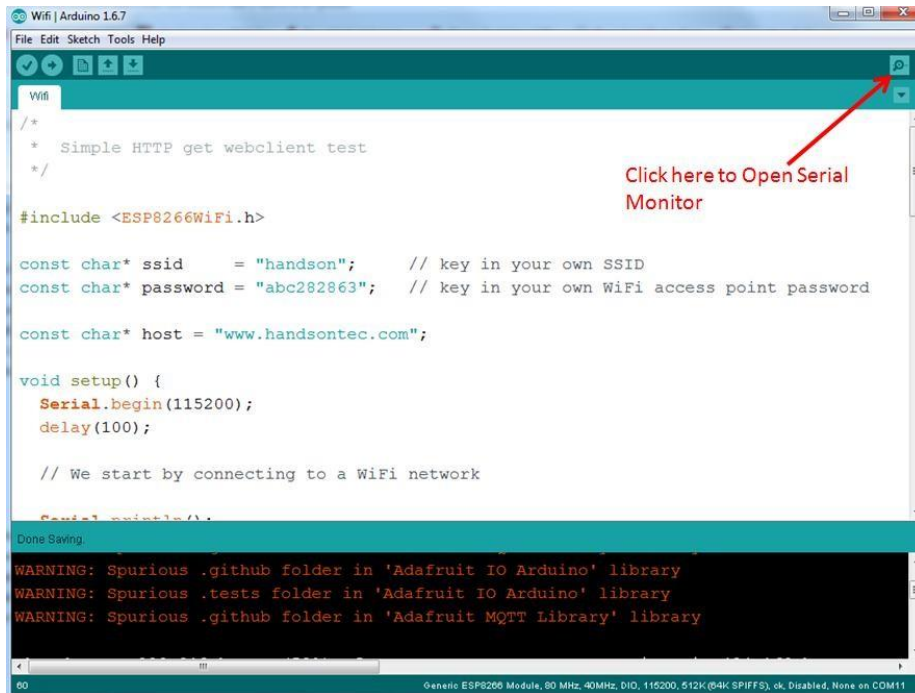 Wifi | Arduino 1.6.7
File Edit Sketch Tools Help
Wifi
/*
* Simple HTTP get webclient test
*/
Click here to Open Serial
Monitor
#include <ESP8266WiFi.h>
const char* ssid = "handson"; // key in your own SSID
const char* password = "abc282863"; // key in your own WiFi access point password
const char* host = "www.handsontec.com";
void setup() {
Serial.begin(115200);
delay(100);
// We start by connecting to a WiFi network
Serial.println();
Done Saving.
WARNING: Spurious .github folder in 'Adafruit IO Arduino' library
WARNING: Spurious .tests folder in 'Adafruit IO Arduino' library
WARNING: Spurious .github folder in 'Adafruit MQTT Library' library
60
Generic ESP8266 Module, 80 MHz, 40MHz, DIO, 115200, 512K (64K SPIFFS), ck, Disabled, None on COM11